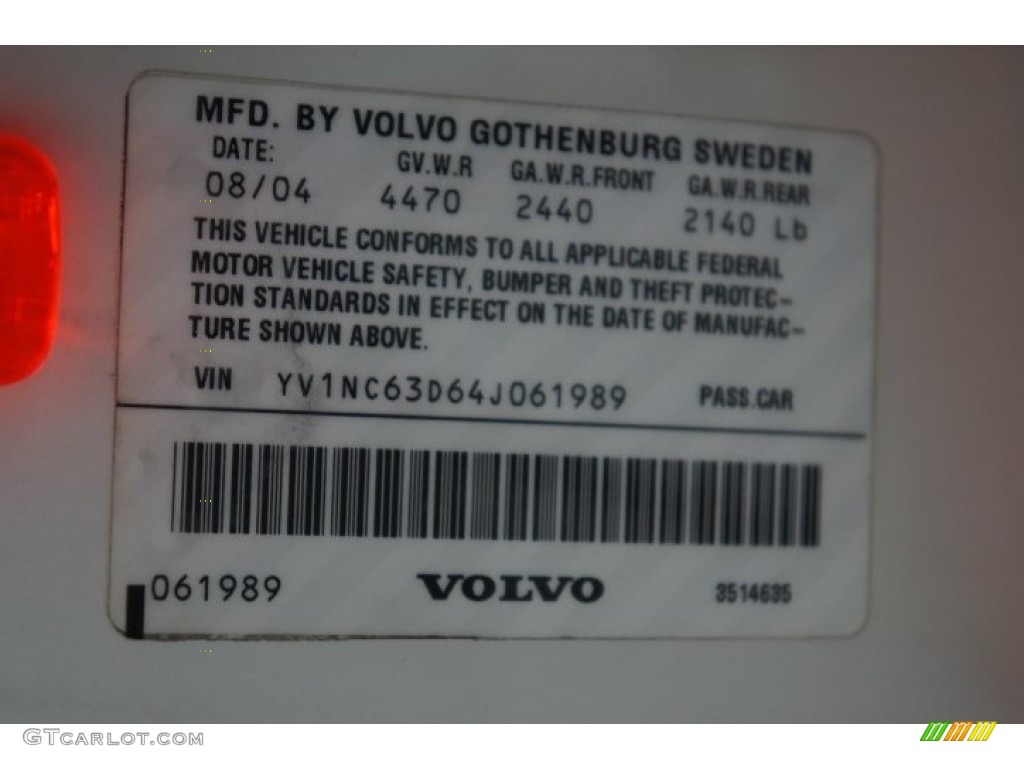 MFD. BY VOLVO GOTHENBURG SWEDEN
DATE: GV.W.R GA.W.R.FRONT GA.W.R.REAR
08/04 4470 2440 2140 Lb
THIS VEHICLE CONFORMS TO ALL APPLICABLE FEDERAL
MOTOR VEHICLE SAFETY, BUMPER AND THEFT PROTEC-
TION STANDARDS IN EFFECT ON THE DATE OF MANUFAC-
TURE SHOWN ABOVE.
VIN YV1NC63D64J061989 PASS.CAR
061989 VOLVO 3514635
GTCARLOT.COM